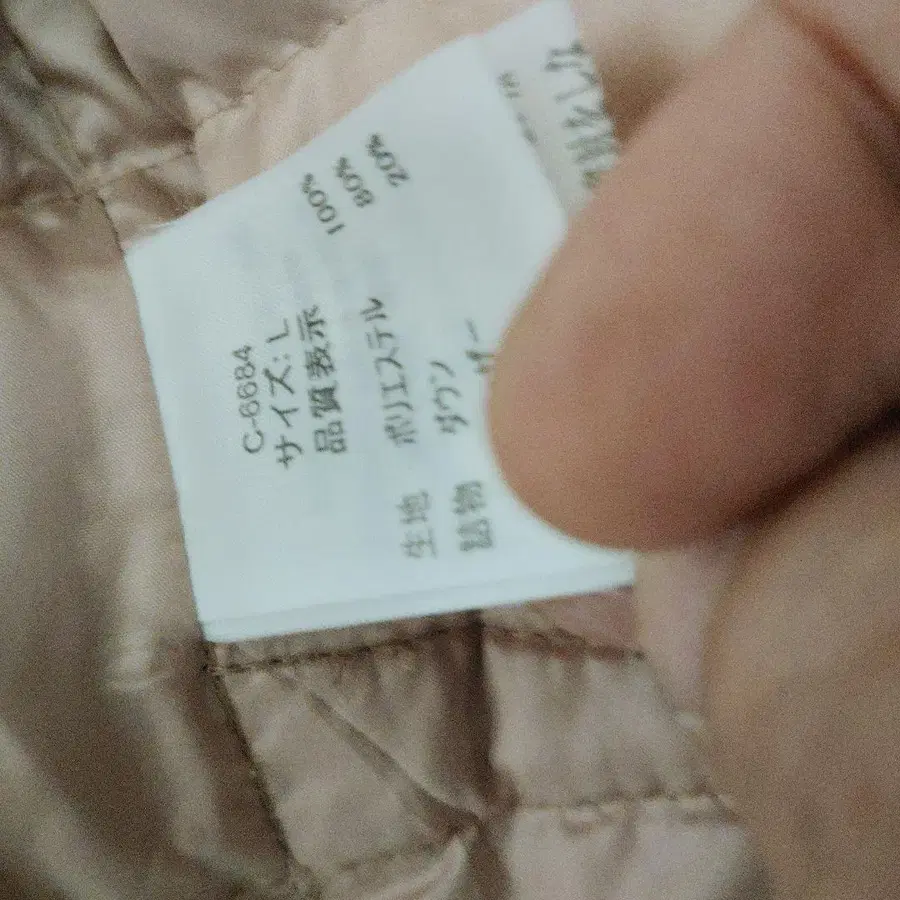 C-6684
サイズ: L
品質表示
生地 ポリエステル 100%
詰物 ダウン 80%
20%